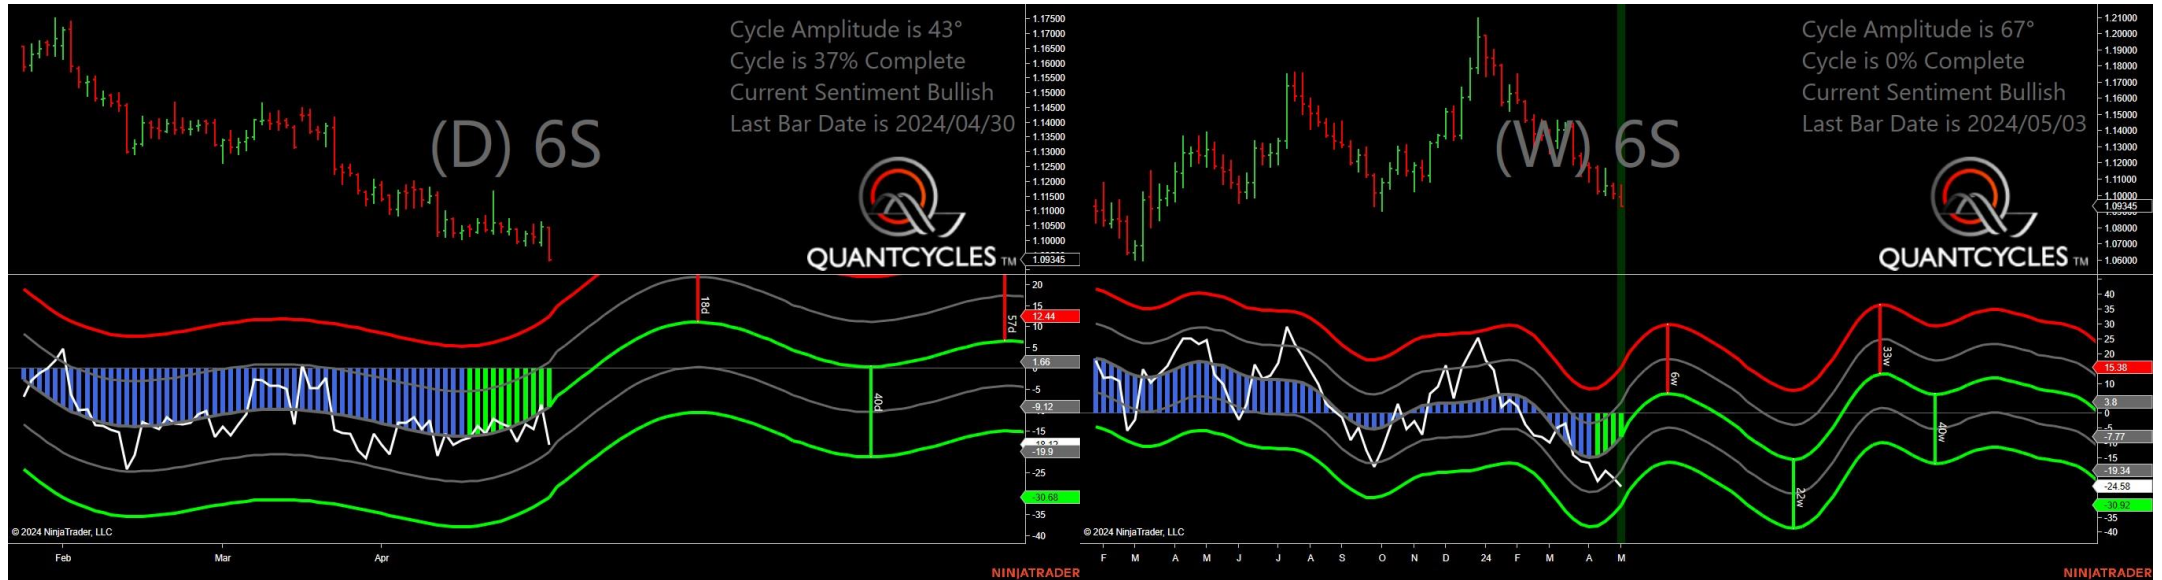 Cycle Amplitude is 43°
Cycle is 37% Complete
Current Sentiment Bullish
Last Bar Date is 2024/04/30
(D) 6S
QUANTCYCLES TM
1.17500
1.17000
1.16500
1.16000
1.15500
1.15000
1.14500
1.14000
1.13500
1.13000
1.12500
1.12000
1.11500
1.11000
1.10500
1.10000
1.09345
18d
40d
57d
20
15
12.44
10
5
1.66
0
-5
-9.12
-15
-18.12
-19.9
-25
-30.68
-35
-40
© 2024 NinjaTrader, LLC
Feb Mar Apr
NINJATRADER
Cycle Amplitude is 67°
Cycle is 0% Complete
Current Sentiment Bullish
Last Bar Date is 2024/05/03
(W) 6S
QUANTCYCLES TM
1.21000
1.20000
1.19000
1.18000
1.17000
1.16000
1.15000
1.14000
1.13000
1.12000
1.11000
1.10000
1.09345
1.08000
1.07000
1.06000
6w
22w
33w
40w
40
35
30
25
20
15.38
10
3.8
0
-5
-7.77
-15
-19.34
-24.58
-30.92
-35
-40
© 2024 NinjaTrader, LLC
F M A M J J A S O N D 24 F M A M
NINJATRADER